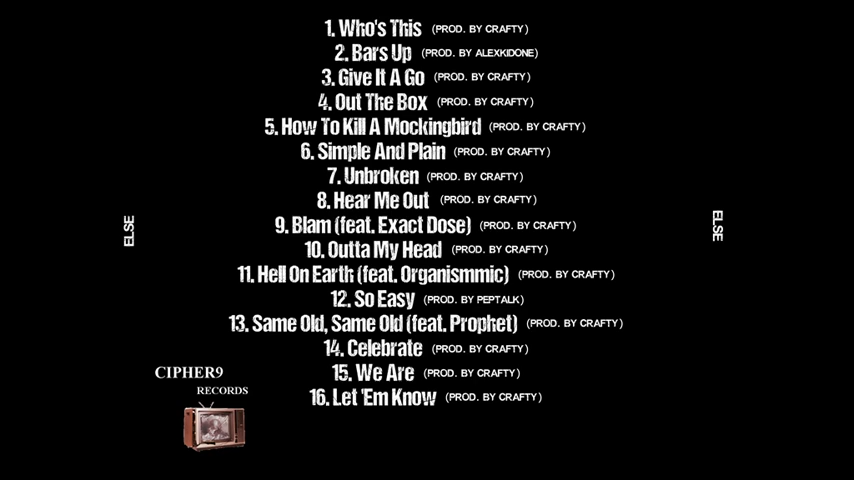 1. Who's This (PROD. BY CRAFTY)
2. Bars Up (PROD. BY ALEXKIDONE)
3. Give It A Go (PROD. BY CRAFTY)
4. Out The Box (PROD. BY CRAFTY)
5. How To Kill A Mockingbird (PROD. BY CRAFTY)
6. Simple And Plain (PROD. BY CRAFTY)
7. Unbroken (PROD. BY CRAFTY)
8. Hear Me Out (PROD. BY CRAFTY)
9. Blam (feat. Exact Dose) (PROD. BY CRAFTY)
10. Outta My Head (PROD. BY CRAFTY)
11. Hell On Earth (feat. Organismmic) (PROD. BY CRAFTY)
12. So Easy (PROD. BY PEPTALK)
13. Same Old, Same Old (feat. Prophet) (PROD. BY CRAFTY)
14. Celebrate (PROD. BY CRAFTY)
15. We Are (PROD. BY CRAFTY)
16. Let 'Em Know (PROD. BY CRAFTY)
ELSE
ELSE
CIPHER9
RECORDS